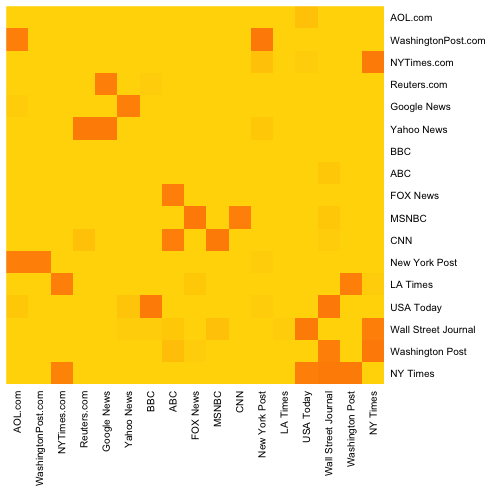 AOL.com
WashingtonPost.com
NYTimes.com
Reuters.com
Google News
Yahoo News
BBC
ABC
FOX News
MSNBC
CNN
New York Post
LA Times
USA Today
Wall Street Journal
Washington Post
NY Times
AOL.com
WashingtonPost.com
NYTimes.com
Reuters.com
Google News
Yahoo News
BBC
ABC
FOX News
MSNBC
CNN
New York Post
LA Times
USA Today
Wall Street Journal
Washington Post
NY Times